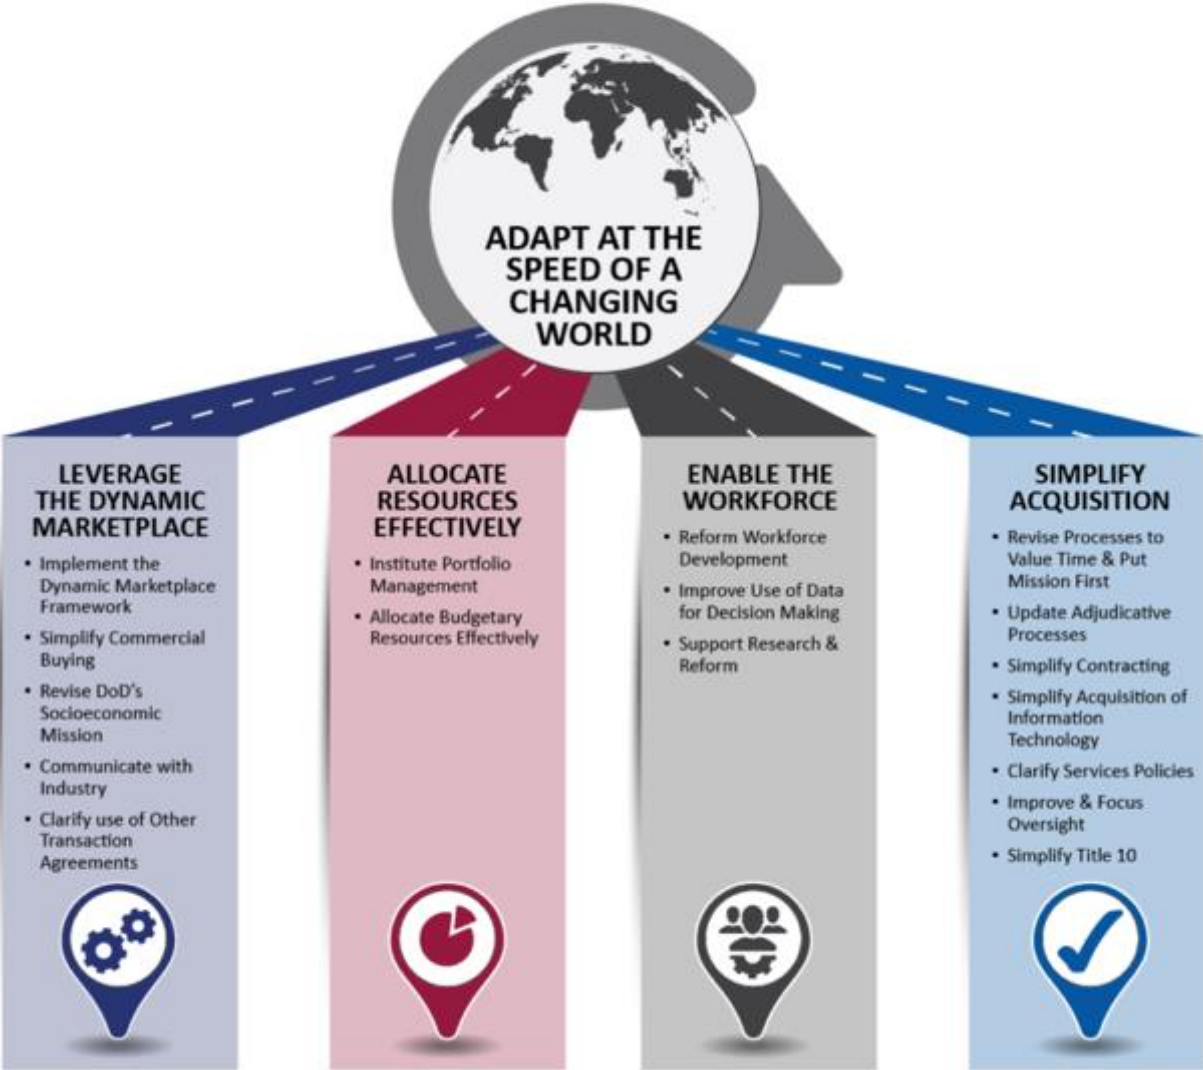 ADAPT AT THE
SPEED OF A
CHANGING
WORLD
LEVERAGE
THE DYNAMIC
MARKETPLACE
• Implement the
Dynamic Marketplace
Framework
• Simplify Commercial
Buying
• Revise DoD's
Socioeconomic
Mission
• Communicate with
Industry
• Clarify use of Other
Transaction
Agreements
ALLOCATE
RESOURCES
EFFECTIVELY
• Institute Portfolio
Management
• Allocate Budgetary
Resources Effectively
ENABLE THE
WORKFORCE
• Reform Workforce
Development
• Improve Use of Data
for Decision Making
• Support Research &
Reform
SIMPLIFY
ACQUISITION
• Revise Processes to
Value Time & Put
Mission First
• Update Adjudicative
Processes
• Simplify Contracting
• Simplify Acquisition of
Information
Technology
• Clarify Services Policies
• Improve & Focus
Oversight
• Simplify Title 10